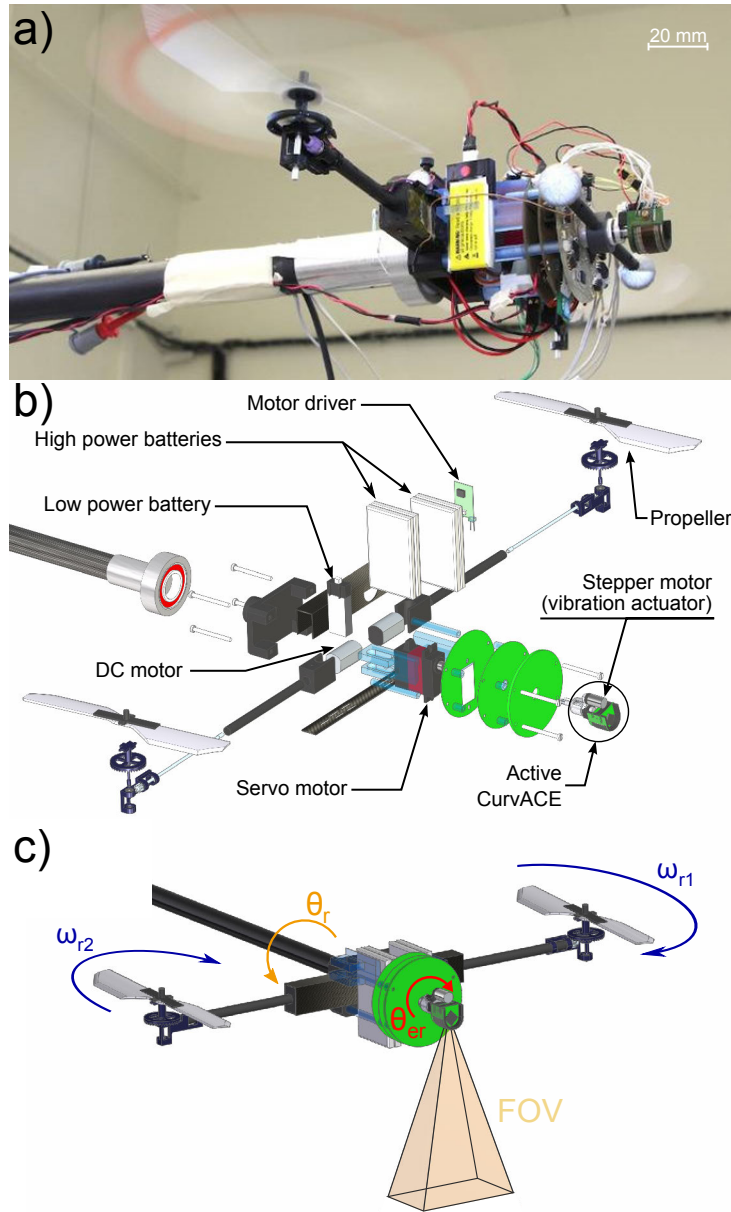 a)
20 mm
b)
Motor driver
High power batteries
Low power battery
Propeller
Stepper motor
(vibration actuator)
DC motor
Servo motor
Active
CurvACE
c)
ωr1
θr
ωr2
θer
FOV